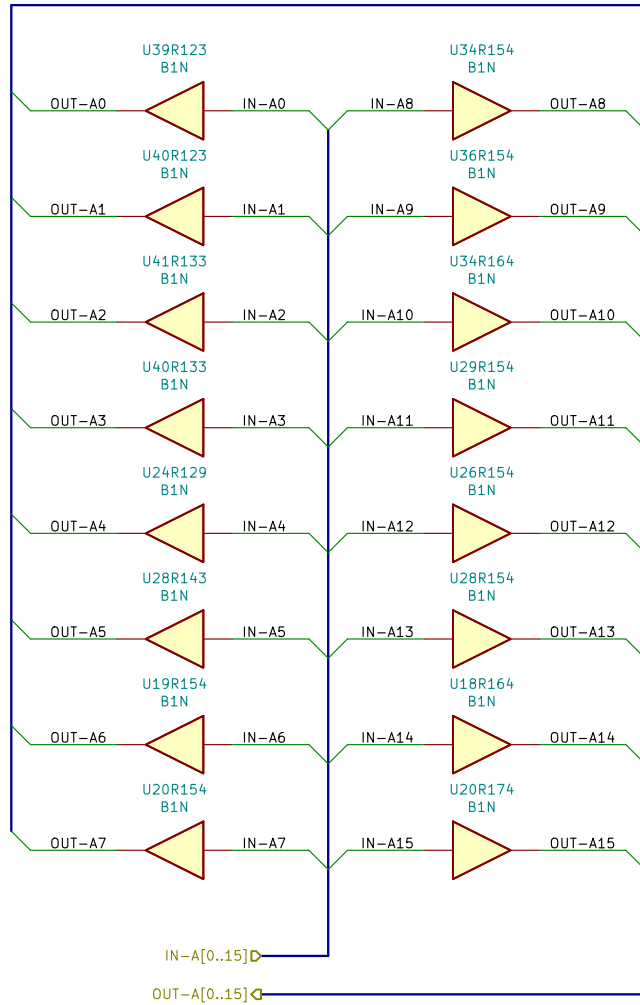 U39R123
B1N
OUT-A0
IN-A0
U34R154
B1N
IN-A8
OUT-A8
U40R123
B1N
OUT-A1
IN-A1
U36R154
B1N
IN-A9
OUT-A9
U41R133
B1N
OUT-A2
IN-A2
U34R164
B1N
IN-A10
OUT-A10
U40R133
B1N
OUT-A3
IN-A3
U29R154
B1N
IN-A11
OUT-A11
U24R129
B1N
OUT-A4
IN-A4
U26R154
B1N
IN-A12
OUT-A12
U28R143
B1N
OUT-A5
IN-A5
U28R154
B1N
IN-A13
OUT-A13
U19R154
B1N
OUT-A6
IN-A6
U18R164
B1N
IN-A14
OUT-A14
U20R154
B1N
OUT-A7
IN-A7
U20R174
B1N
IN-A15
OUT-A15
IN-A[0..15]
OUT-A[0..15]